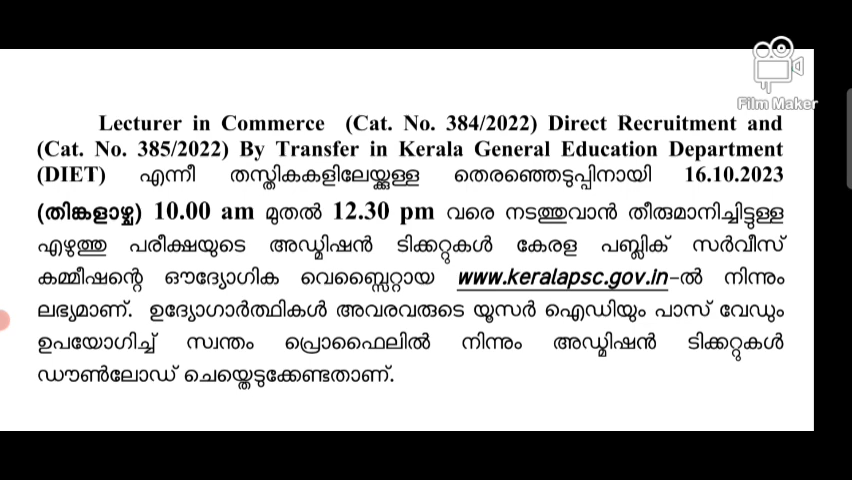 Film Maker
Lecturer in Commerce (Cat. No. 384/2022) Direct Recruitment and
(Cat. No. 385/2022) By Transfer in Kerala General Education Department
(DIET) എന്നീ തസ്തികകളിലേയ്ക്കുള്ള തെരഞ്ഞെടുപ്പിനായി 16.10.2023
(തിങ്കളാഴ്ച) 10.00 am മുതൽ 12.30 pm വരെ നടത്തുവാൻ തീരുമാനിച്ചിട്ടുള്ള
എഴുത്തു പരീക്ഷയുടെ അഡ്മിഷൻ ടിക്കറ്റുകൾ കേരള പബ്ലിക് സർവീസ്
കമ്മീഷന്റെ ഔദ്യോഗിക വെബ്സൈറ്റായ www.keralapsc.gov.in-ൽ നിന്നും
ലഭ്യമാണ്. ഉദ്യോഗാർത്ഥികൾ അവരവരുടെ യൂസർ ഐഡിയും പാസ് വേഡും
ഉപയോഗിച്ച് സ്വന്തം പ്രൊഫൈലിൽ നിന്നും അഡ്മിഷൻ ടിക്കറ്റുകൾ
ഡൗൺലോഡ് ചെയ്തെടുക്കേണ്ടതാണ്.